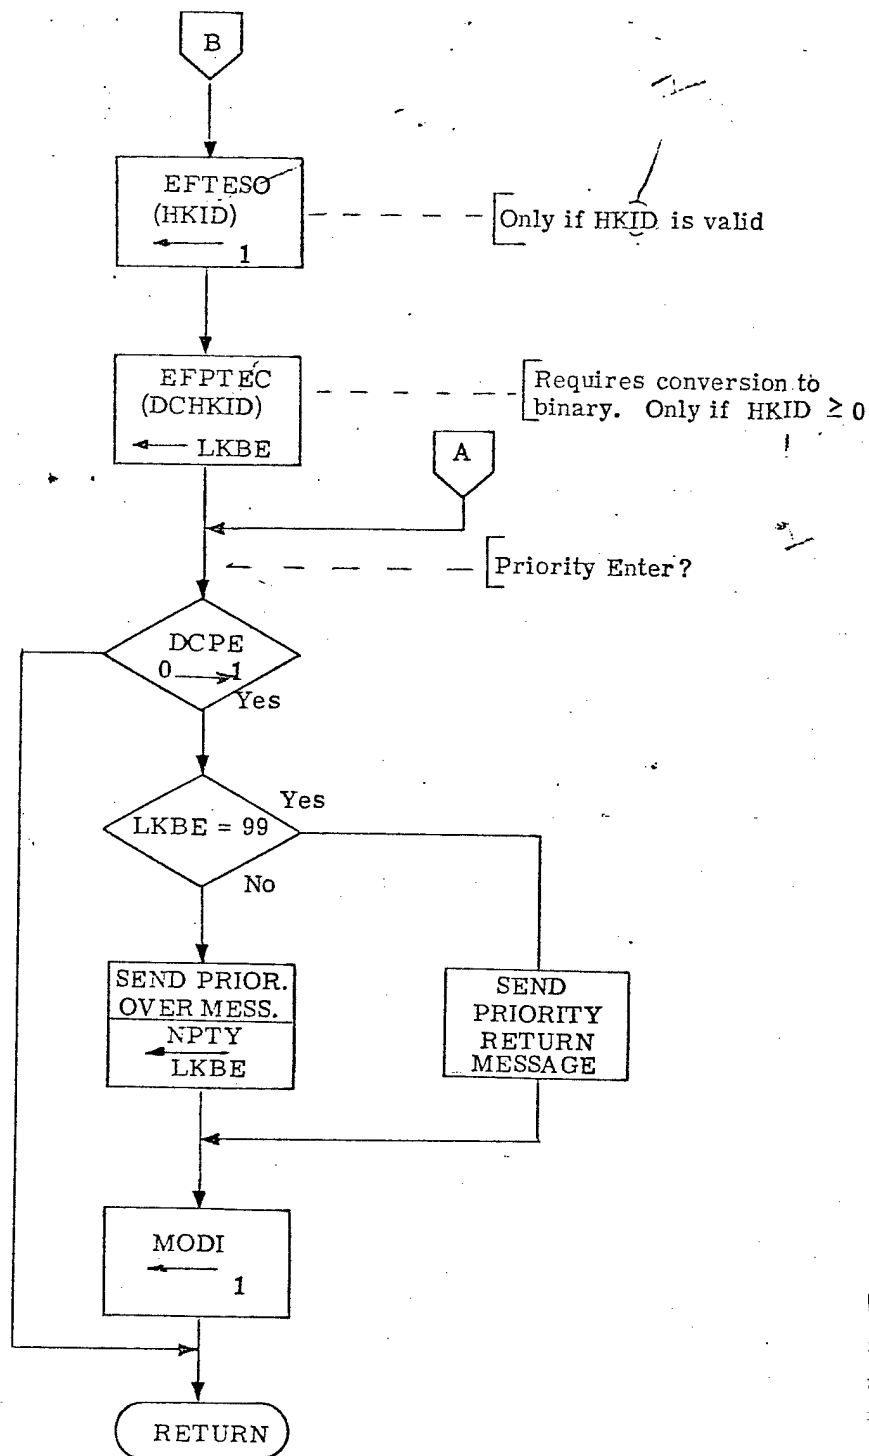 B
EFTESO
(HKID)
1
Only if HKID is valid
EFPTEC
(DCHKID)
LKBE
Requires conversion to
binary. Only if HKID ≥ 0
A
Priority Enter?
DCPE
0 → 1
Yes
LKBE = 99
Yes
No
SEND PRIOR.
OVER MESS.
NPTY
LKBE
SEND
PRIORITY
RETURN
MESSAGE
MODI
1
RETURN